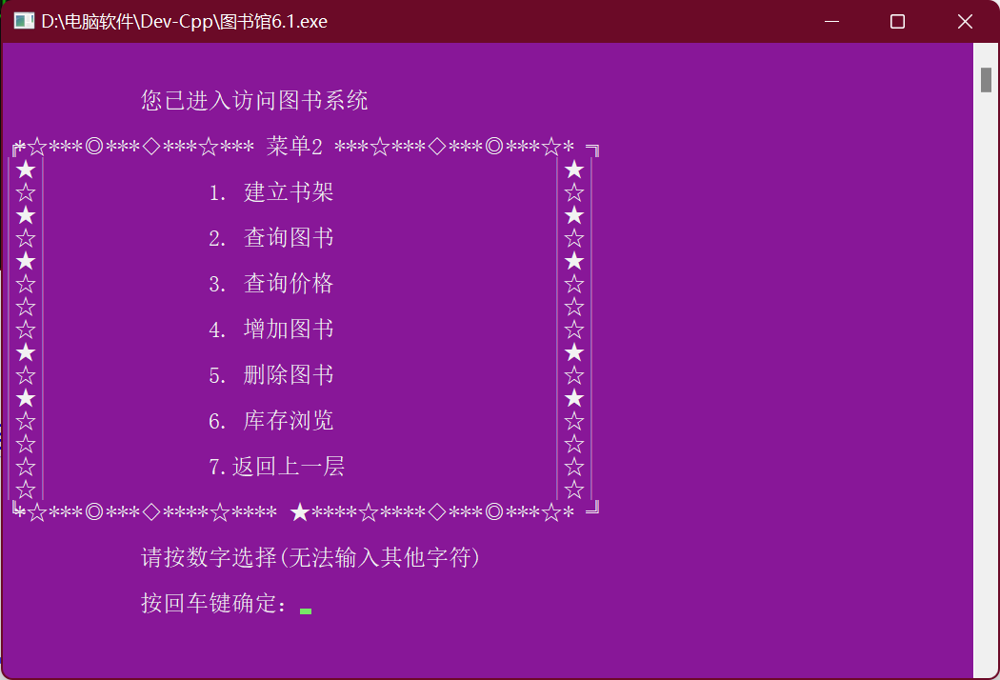 D:\电脑软件\Dev-Cpp\图书馆6.1.exe
您已进入访问图书系统
╔*☆***◎***◇***☆*** 菜单2 ***☆***◇***◎***☆* ╗
│★│ │★│
│☆│ 1. 建立书架 │☆│
│★│ │★│
│☆│ 2. 查询图书 │☆│
│★│ │★│
│☆│ 3. 查询价格 │☆│
│☆│ │☆│
│☆│ 4. 增加图书 │☆│
│★│ │★│
│☆│ 5. 删除图书 │☆│
│★│ │★│
│☆│ 6. 库存浏览 │☆│
│☆│ │☆│
│☆│ 7.返回上一层 │☆│
│☆│ │☆│
╚*☆***◎***◇****☆**** ★****☆****◇***◎***☆* ╝
请按数字选择(无法输入其他字符)
按回车键确定：